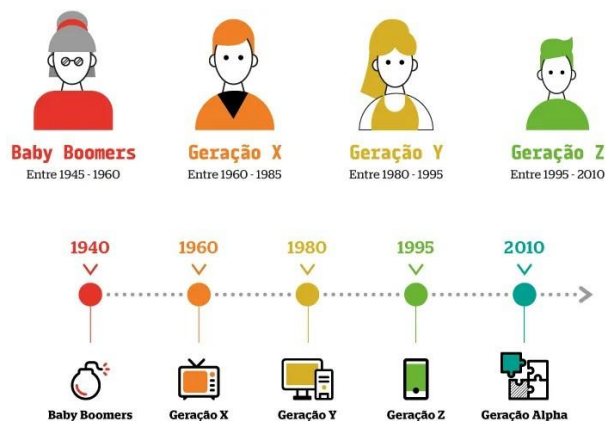 Baby Boomers
Entre 1945 - 1960
Geração X
Entre 1960 - 1985
Geração Y
Entre 1980 - 1995
Geração Z
Entre 1995 - 2010
1940
1960
1980
1995
2010
Baby Boomers
Geração X
Geração Y
Geração Z
Geração Alpha